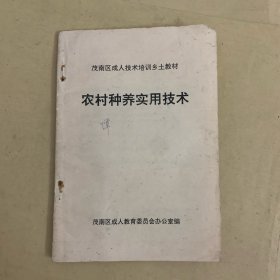 茂南区成人技术培训乡土教材
农村种养实用技术
茂南区成人教育委员会办公室编